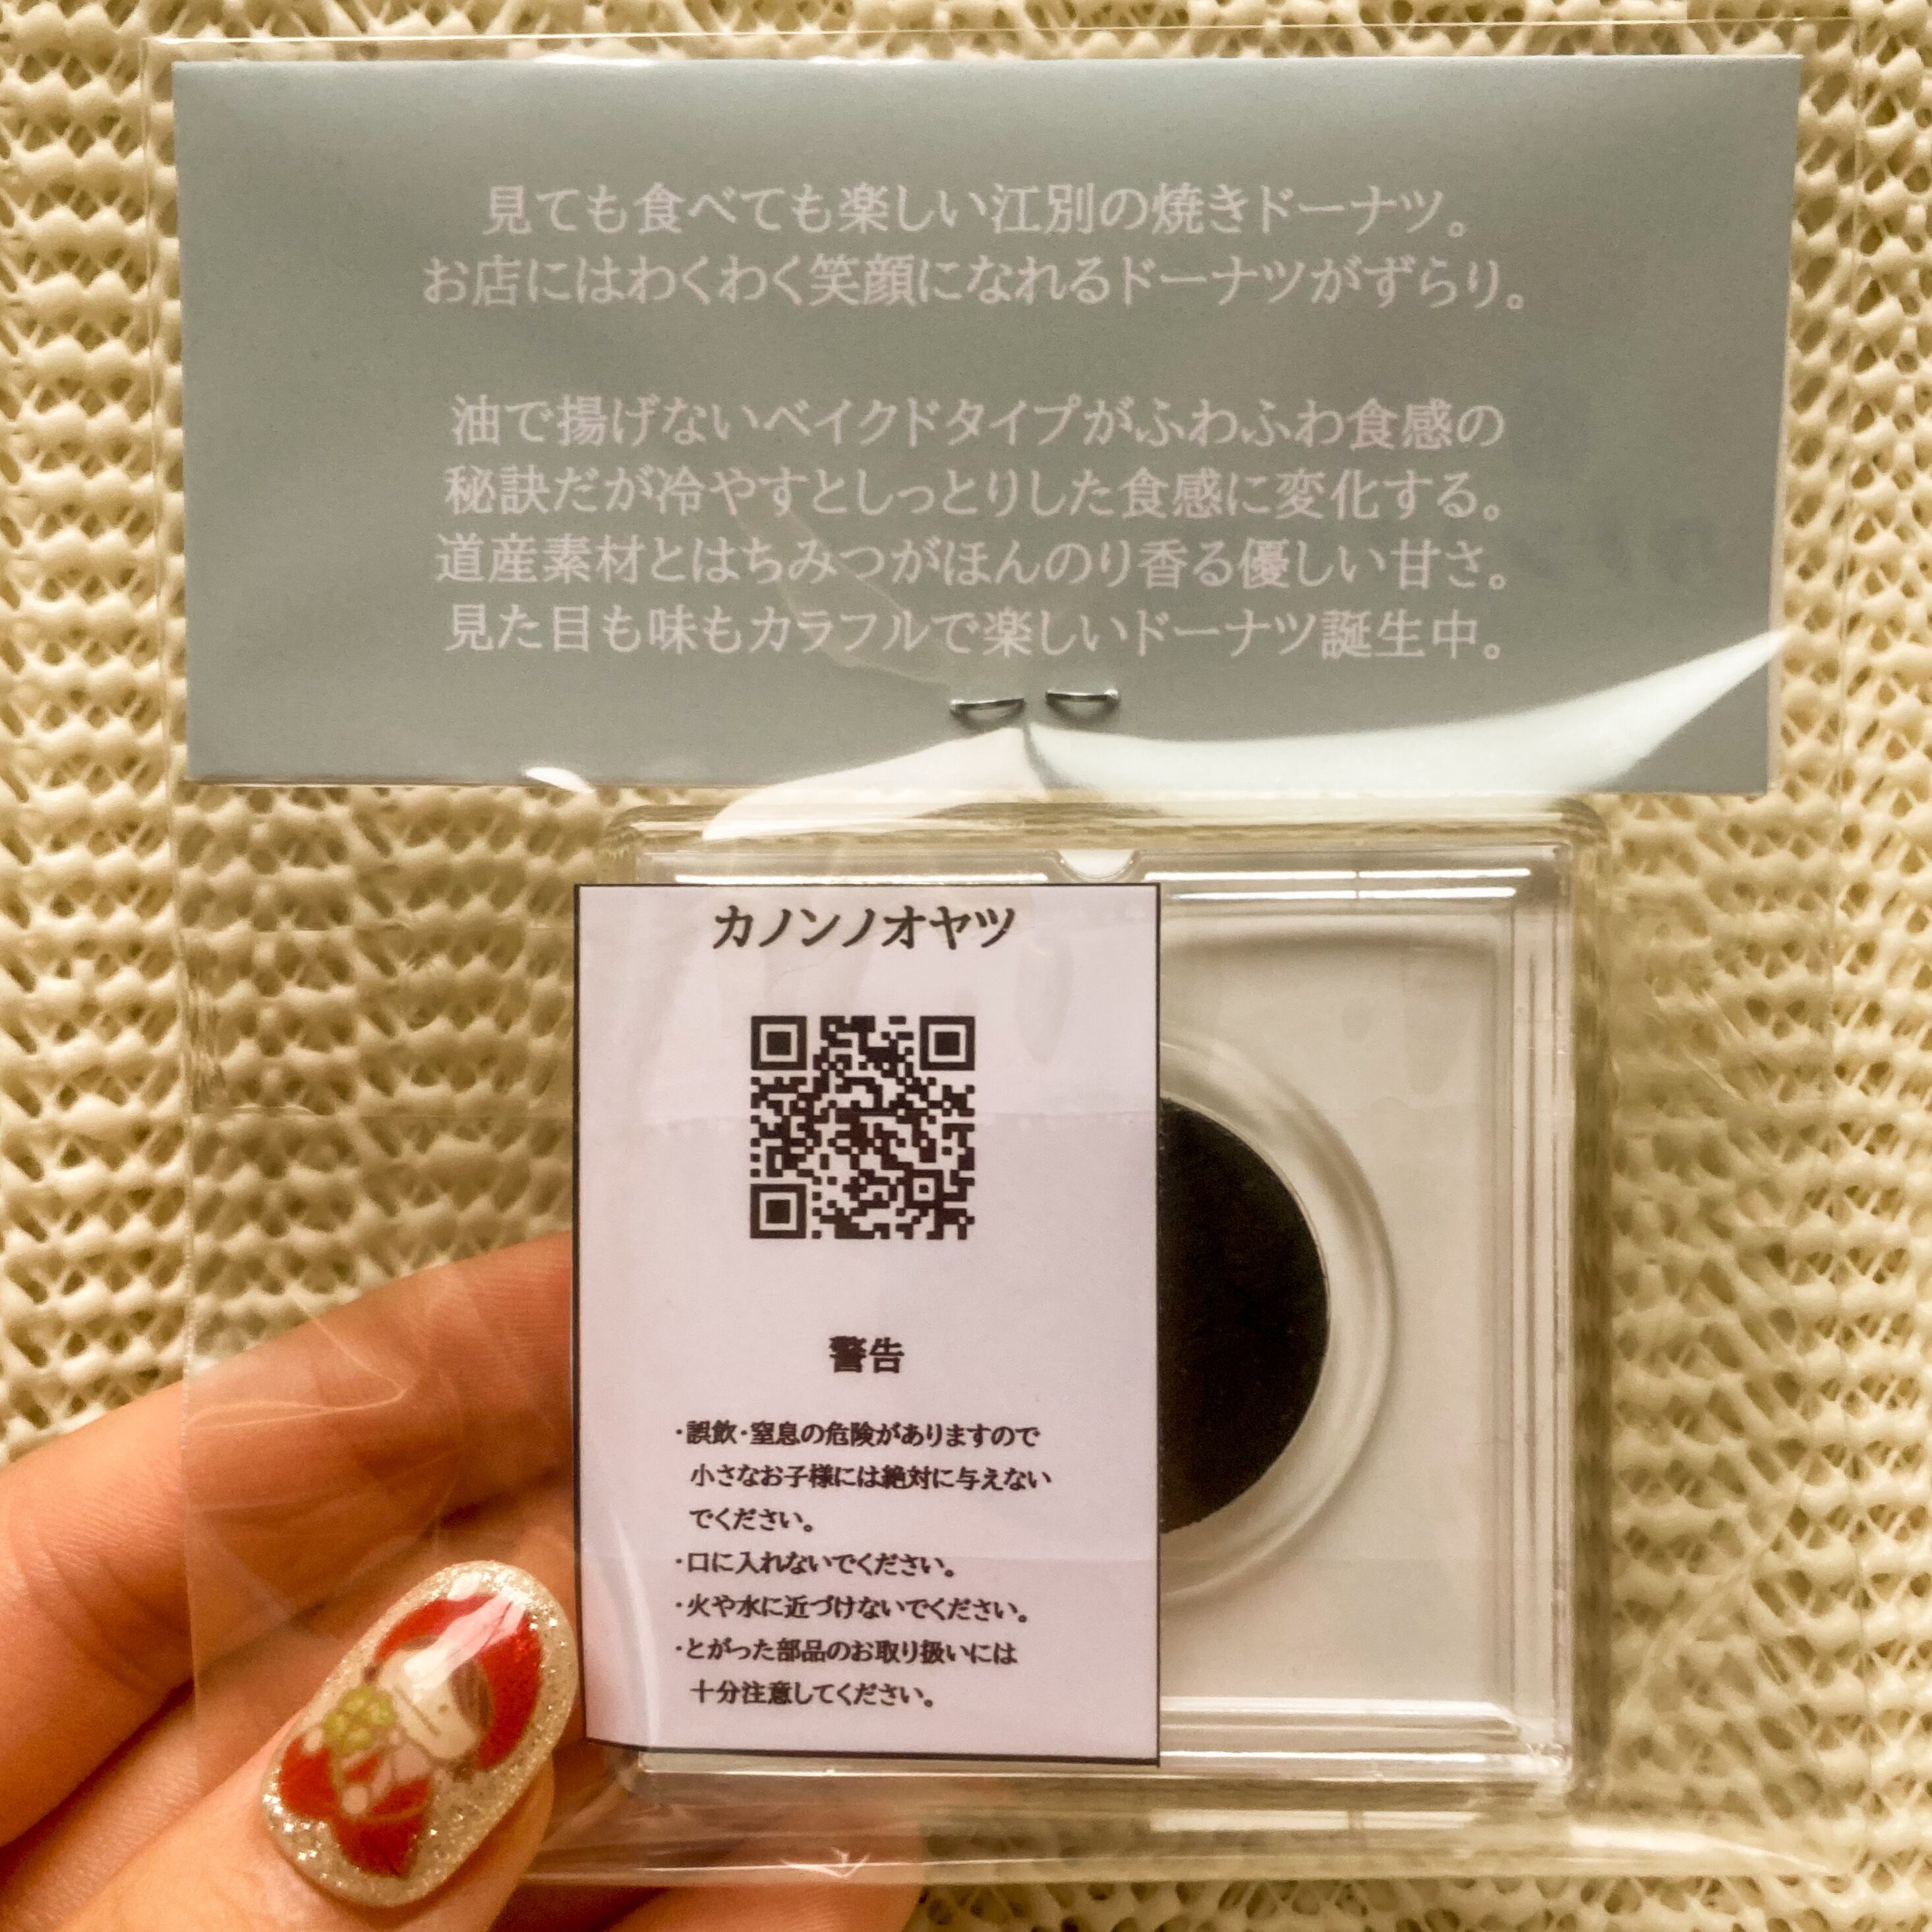 見ても食べても楽しい江別の焼きドーナツ。
お店にはわくわく笑顔になれるドーナツがずらり。
油で揚げないベイクドタイプがふわふわ食感の
秘訣だが冷やすとしっとりした食感に変化する。
道産素材とはちみつがほんのり香る優しい甘さ。
見た目も味もカラフルで楽しいドーナツ誕生中。
カノンノオヤツ
警告
・誤飲・窒息の危険がありますので
小さなお子様には絶対に与えない
でください。
・口に入れないでください。
・火や水に近づけないでください。
・とがった部品のお取り扱いには
十分注意してください。